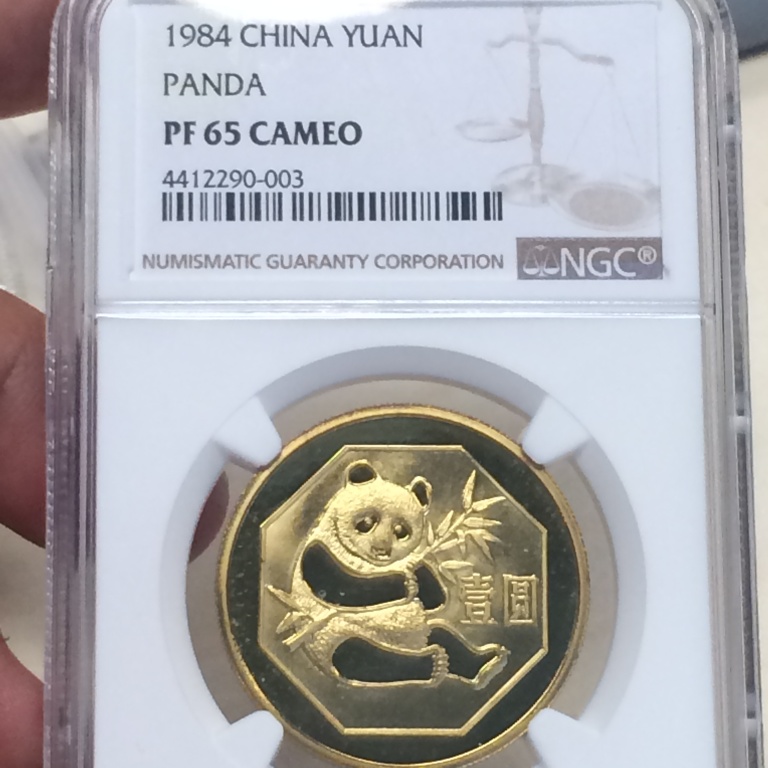 1984 CHINA YUAN
PANDA
PF 65 CAMEO
4412290-003
NUMISMATIC GUARANTY CORPORATION NGC®
壹圆